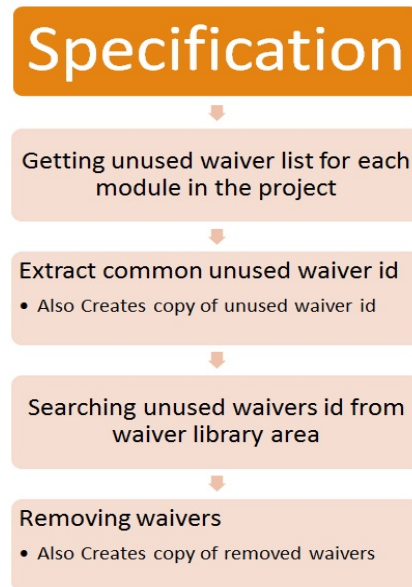 Specification
Getting unused waiver list for each
module in the project
Extract common unused waiver id
• Also Creates copy of unused waiver id
Searching unused waivers id from
waiver library area
Removing waivers
• Also Creates copy of removed waivers